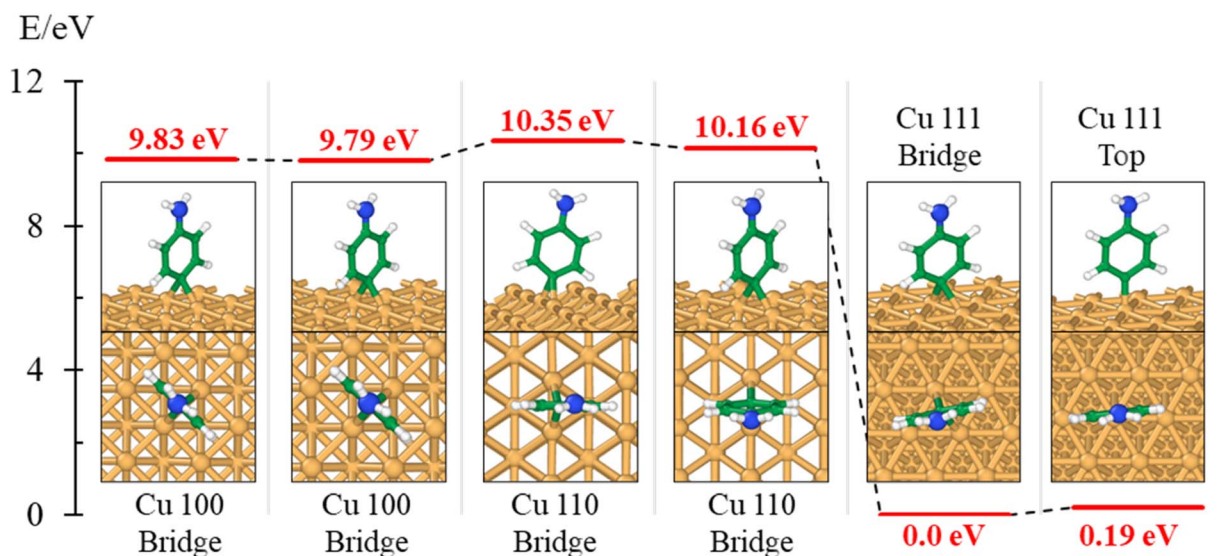 E/eV
12
8
4
0
9.83 eV
9.79 eV
10.35 eV
10.16 eV
Cu 111
Bridge
Cu 111
Top
Cu 100
Bridge
Cu 100
Bridge
Cu 110
Bridge
Cu 110
Bridge
0.0 eV
0.19 eV